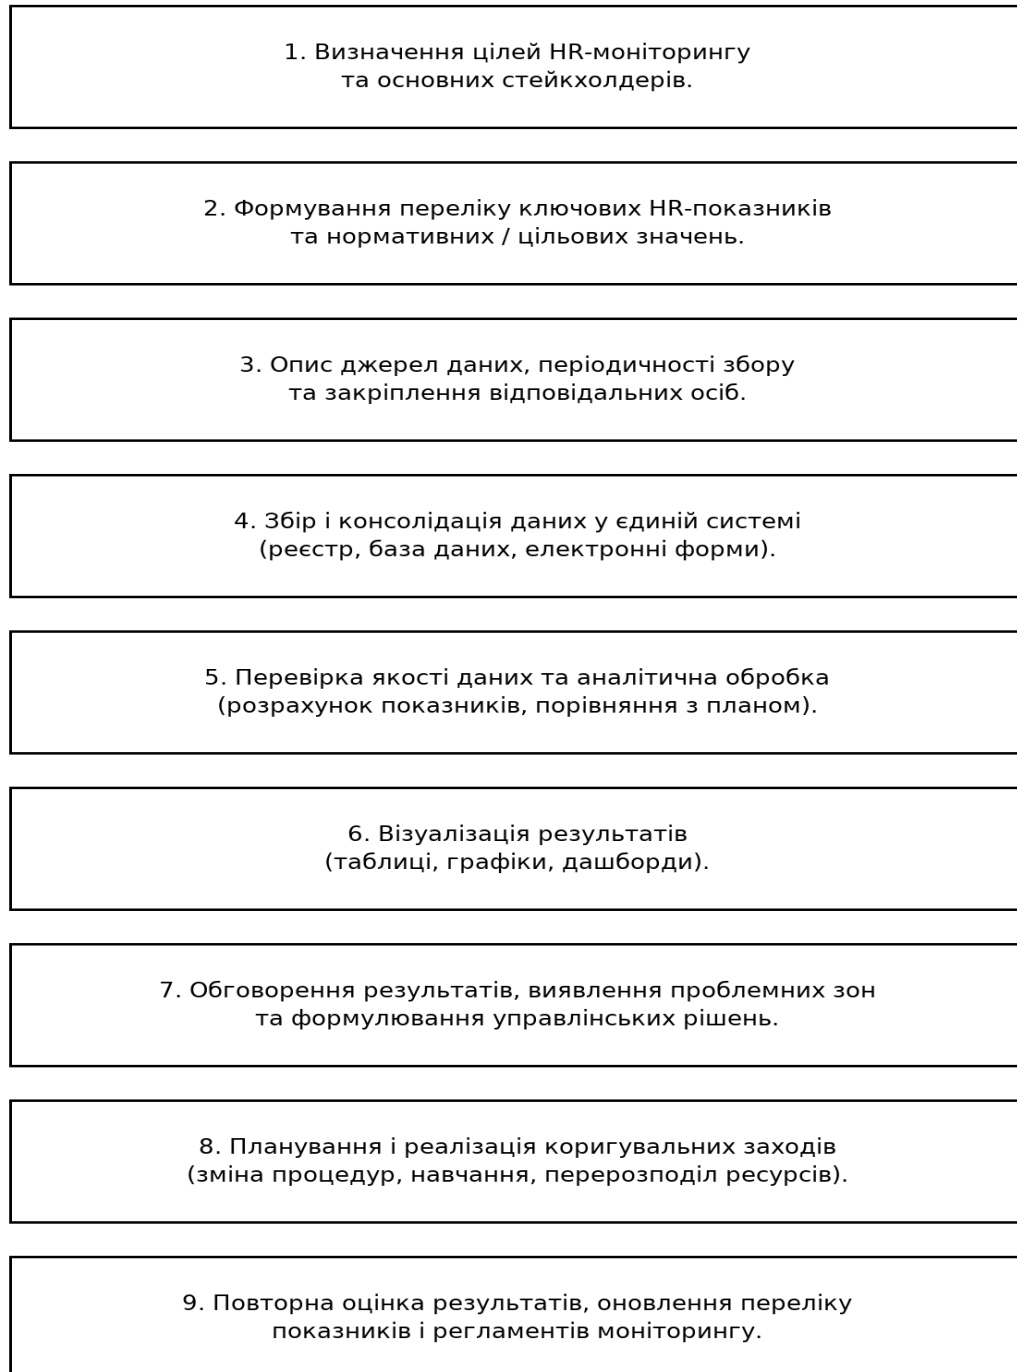 1. Визначення цілей HR-моніторингу
та основних стейкхолдерів.
2. Формування переліку ключових HR-показників
та нормативних / цільових значень.
3. Опис джерел даних, періодичності збору
та закріплення відповідальних осіб.
4. Збір і консолідація даних у єдиній системі
(реєстр, база даних, електронні форми).
5. Перевірка якості даних та аналітична обробка
(розрахунок показників, порівняння з планом).
6. Візуалізація результатів
(таблиці, графіки, дашборди).
7. Обговорення результатів, виявлення проблемних зон
та формулювання управлінських рішень.
8. Планування і реалізація коригувальних заходів
(зміна процедур, навчання, перерозподіл ресурсів).
9. Повторна оцінка результатів, оновлення переліку
показників і регламентів моніторингу.